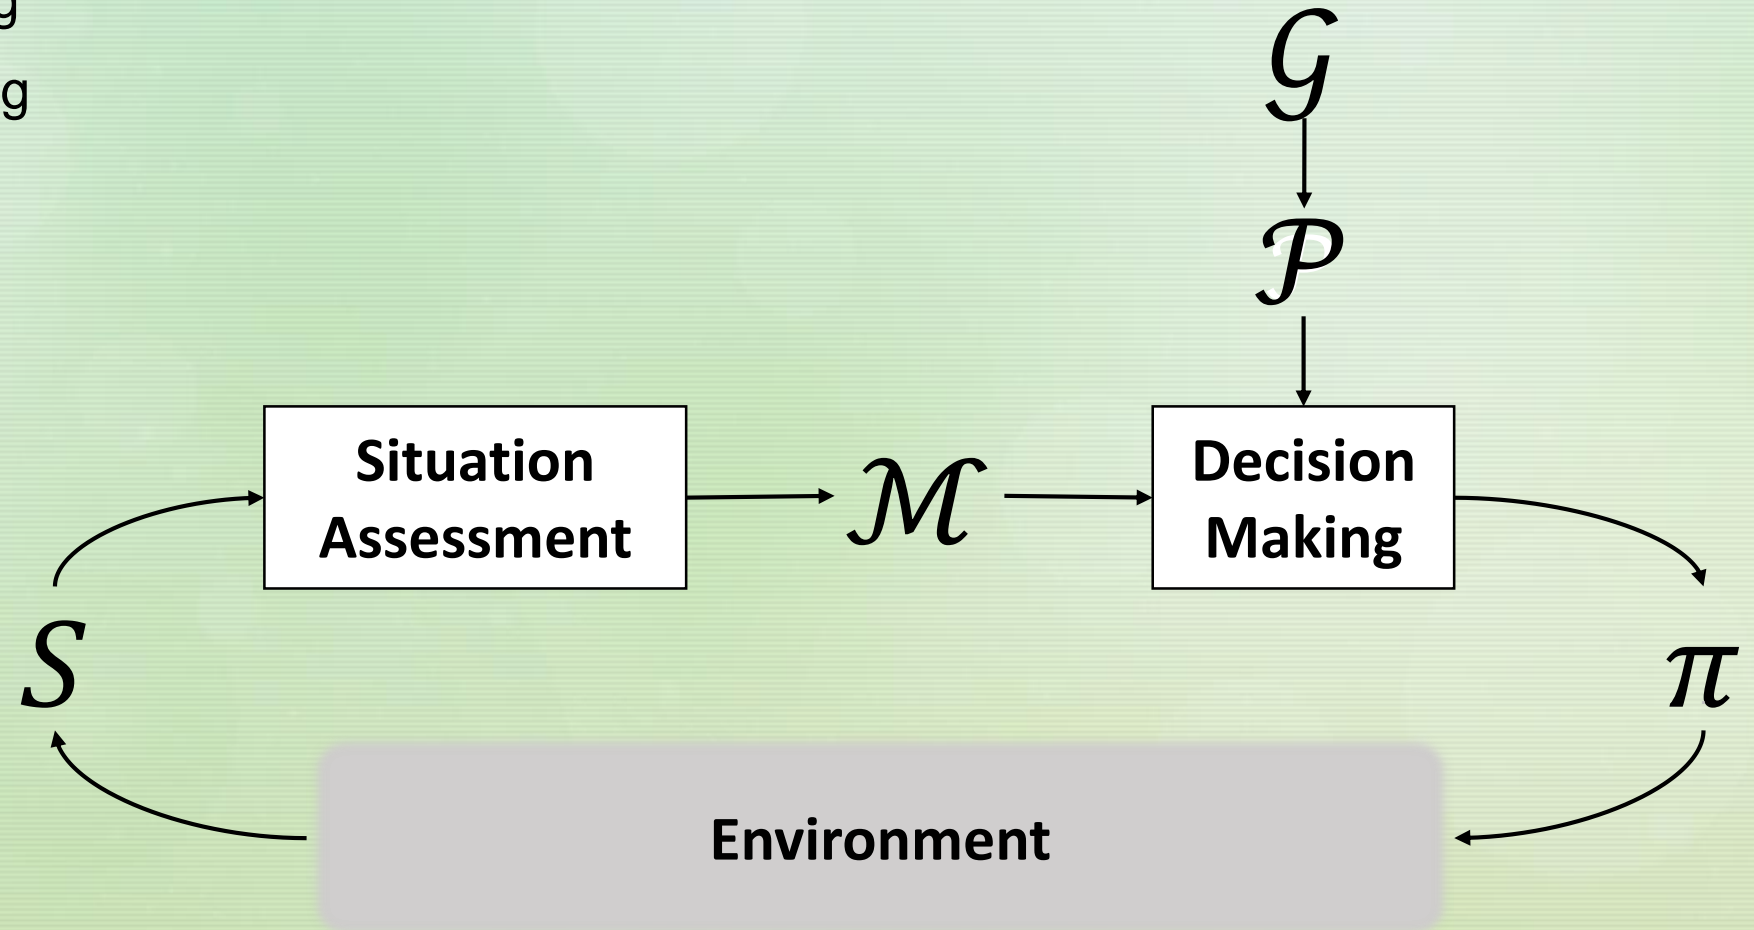 g
g
𝒢
𝒫
Situation
Assessment
ℳ
Decision
Making
S
π
Environment